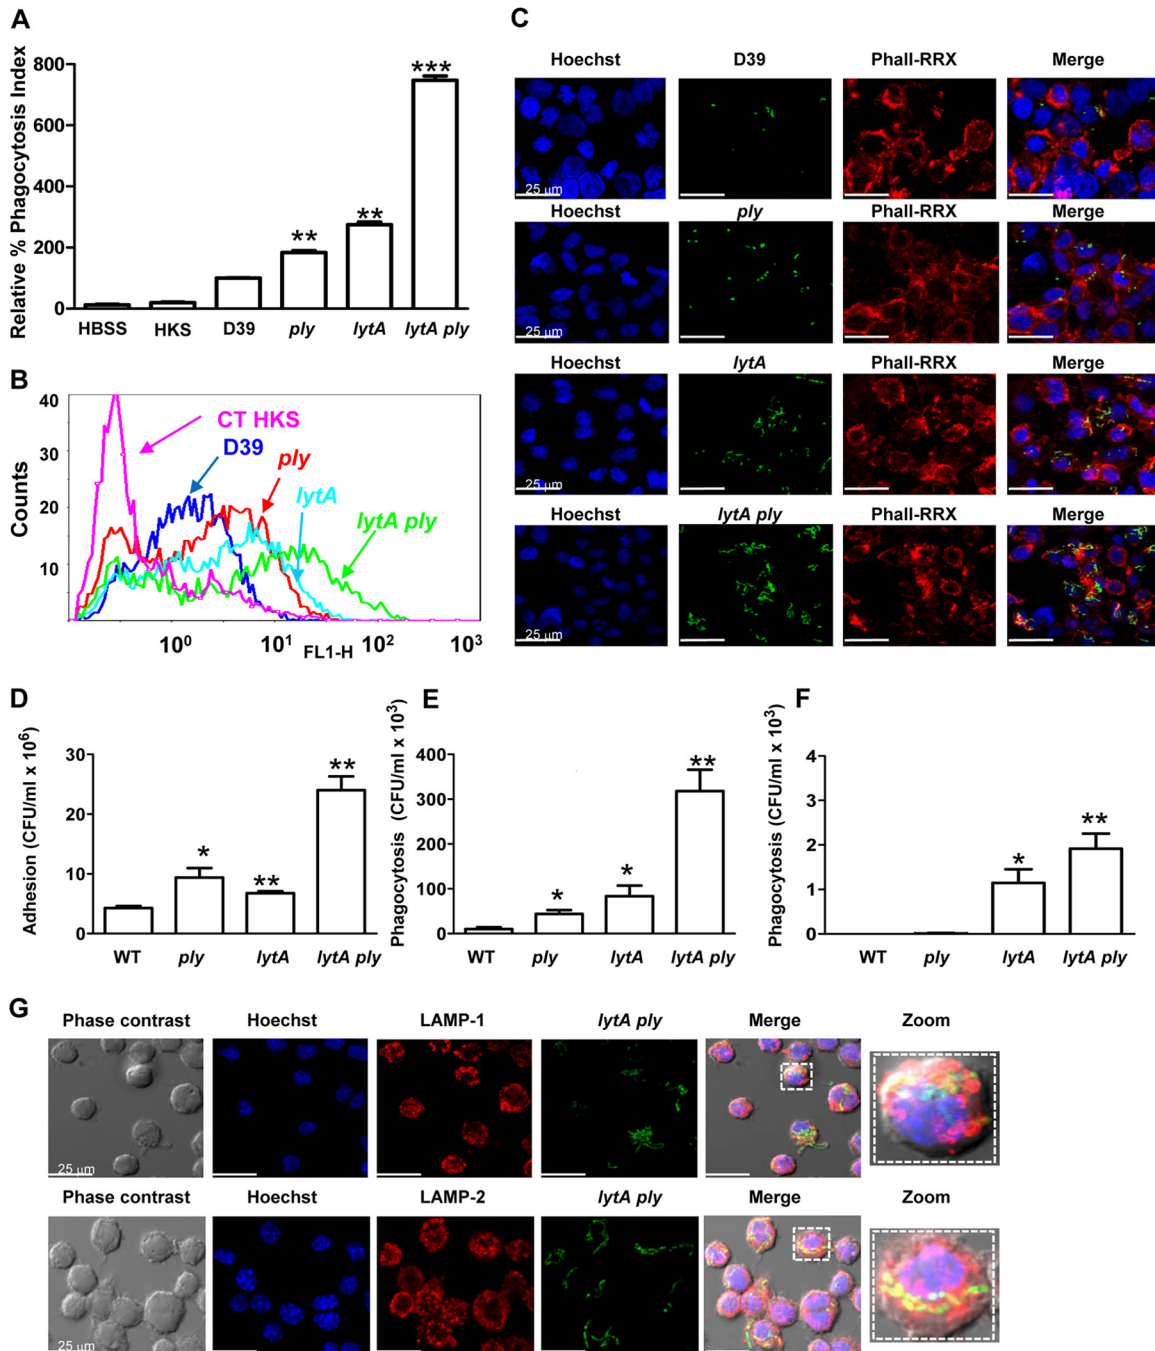 A
Relative % Phagocytosis Index
800
600
400
200
0
***
**
**
HBSS HKS D39 ply lytA lytA ply
B
Counts
40
30
20
10
CT HKS
D39
ply
lytA
lytA ply
10⁰ 10¹ 10² 10³
FL1-H
C
Hoechst D39 Phall-RRX Merge
25 µm
Hoechst ply Phall-RRX Merge
25 µm
Hoechst lytA Phall-RRX Merge
25 µm
Hoechst lytA ply Phall-RRX Merge
25 µm
D
Adhesion (CFU/ml x 10⁶)
30
20
10
0
*
**
**
WT ply lytA lytA ply
E
Phagocytosis (CFU/ml x 10³)
400
300
200
100
0
*
*
**
WT ply lytA lytA ply
F
Phagocytosis (CFU/ml x 10³)
4
3
2
1
0
*
**
WT ply lytA lytA ply
G
Phase contrast Hoechst LAMP-1 lytA ply Merge Zoom
25 µm
Phase contrast Hoechst LAMP-2 lytA ply Merge Zoom
25 µm